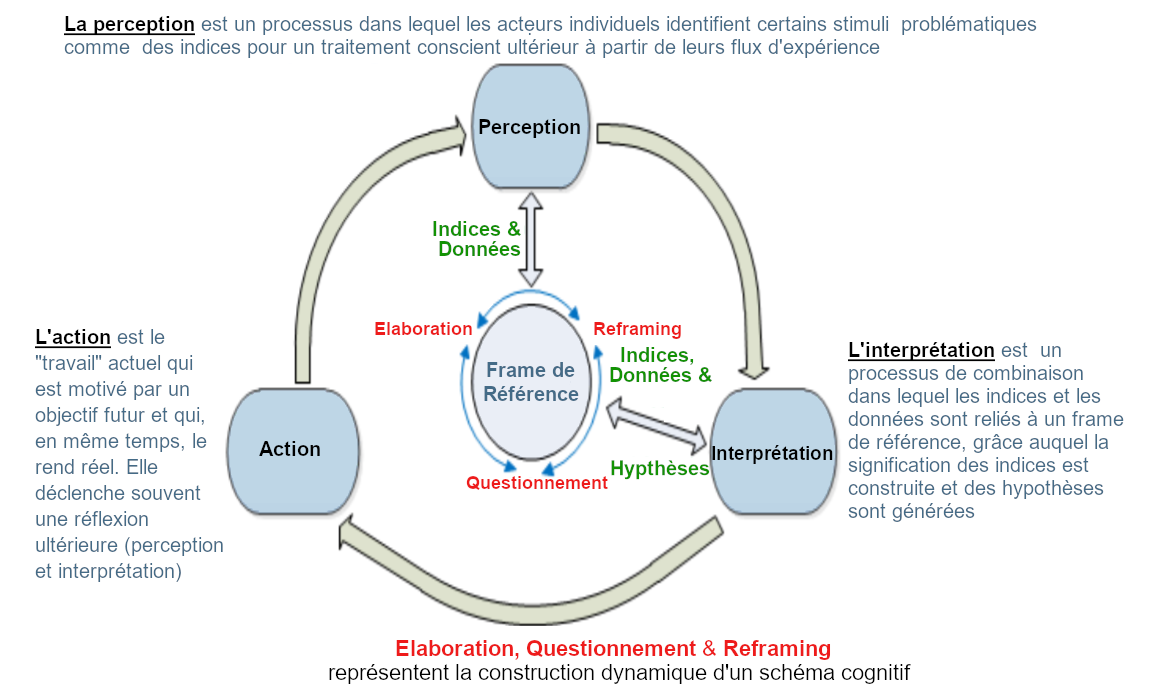 La perception est un processus dans lequel les acteurs individuels identifient certains stimuli problématiques
comme des indices pour un traitement conscient ultérieur à partir de leurs flux d'expérience
Perception
Indices &
Données
Elaboration
Reframing
Frame de
Référence
Indices,
Données &
Hypthèses
Questionnement
Action
Interprétation
L'action est le
"travail" actuel qui
est motivé par un
objectif futur et qui,
en même temps, le
rend réel. Elle
déclenche souvent
une réflexion
ultérieure (perception
et interprétation)
L'interprétation est un
processus de combinaison
dans lequel les indices et les
données sont reliés à un frame
de référence, grâce auquel la
signification des indices est
construite et des hypothèses
sont générées
Elaboration, Questionnement & Reframing
représentent la construction dynamique d'un schéma cognitif